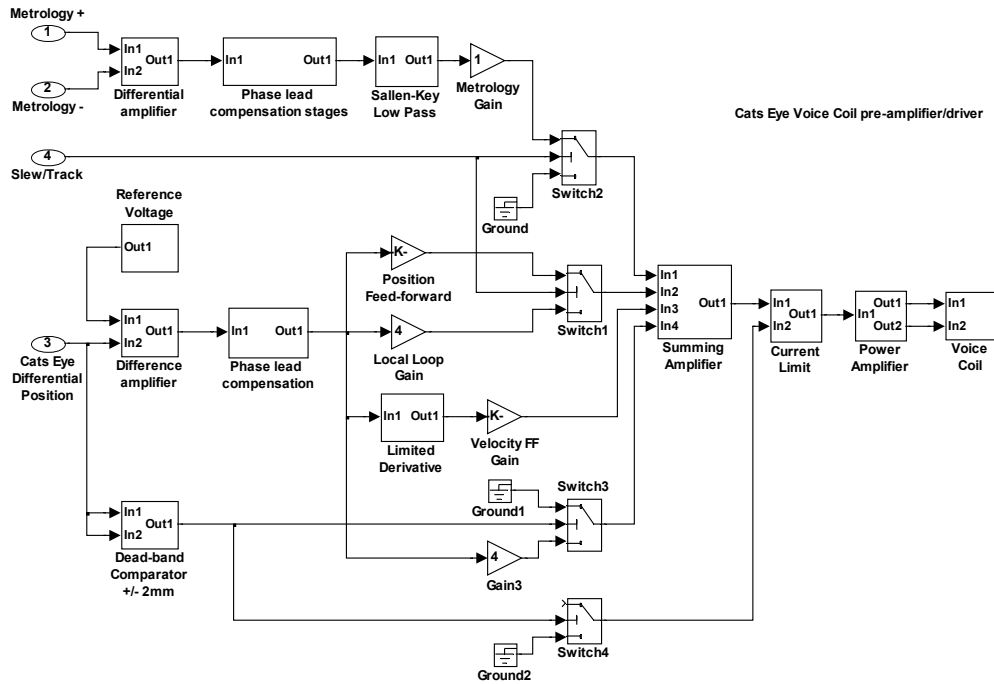 Metrology +
1
In1
In2
Out1
Differential
amplifier
2
Metrology -
In1
Out1
Phase lead
compensation stages
In1
Out1
Sallen-Key
Low Pass
1
Metrology
Gain
Cats Eye Voice Coil pre-amplifier/driver
4
Slew/Track
Switch2
Ground
Reference
Voltage
Out1
K-
Position
Feed-forward
Switch1
In1
In2
Out1
Difference
amplifier
3
Cats Eye
Differential
Position
In1
Out1
Phase lead
compensation
4
Local Loop
Gain
In1
In2
In3
In4
Out1
Summing
Amplifier
In1
In2
Out1
Current
Limit
In1
Out1
Out2
Power
Amplifier
In1
In2
Voice
Coil
In1
Out1
Limited
Derivative
K-
Velocity FF
Gain
Switch3
Ground1
In1
In2
Out1
Dead-band
Comparator
+/- 2mm
4
Gain3
Switch4
Ground2